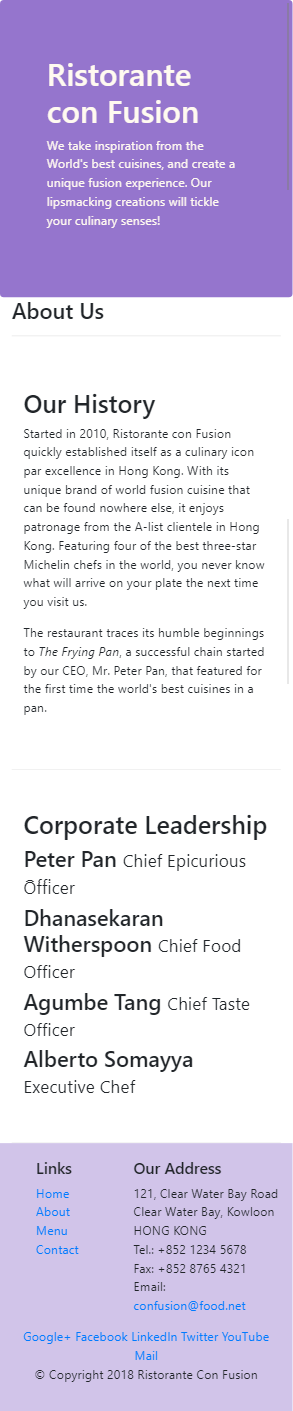 Ristorante
con Fusion
We take inspiration from the
World's best cuisines, and create a
unique fusion experience. Our
lipsmacking creations will tickle
your culinary senses!
About Us
Our History
Started in 2010, Ristorante con Fusion
quickly established itself as a culinary icon
par excellence in Hong Kong. With its
unique brand of world fusion cuisine that
can be found nowhere else, it enjoys
patronage from the A-list clientele in Hong
Kong. Featuring four of the best three-star
Michelin chefs in the world, you never know
what will arrive on your plate the next time
you visit us.
The restaurant traces its humble beginnings
to The Frying Pan, a successful chain started
by our CEO, Mr. Peter Pan, that featured for
the first time the world's best cuisines in a
pan.
Corporate Leadership
Peter Pan Chief Epicurious
Officer
Dhanasekaran
Witherspoon Chief Food
Officer
Agumbe Tang Chief Taste
Officer
Alberto Somayya
Executive Chef
Links
Home
About
Menu
Contact
Our Address
121, Clear Water Bay Road
Clear Water Bay, Kowloon
HONG KONG
Tel.: +852 1234 5678
Fax: +852 8765 4321
Email:
confusion@food.net
Google+ Facebook LinkedIn Twitter YouTube
Mail
© Copyright 2018 Ristorante Con Fusion